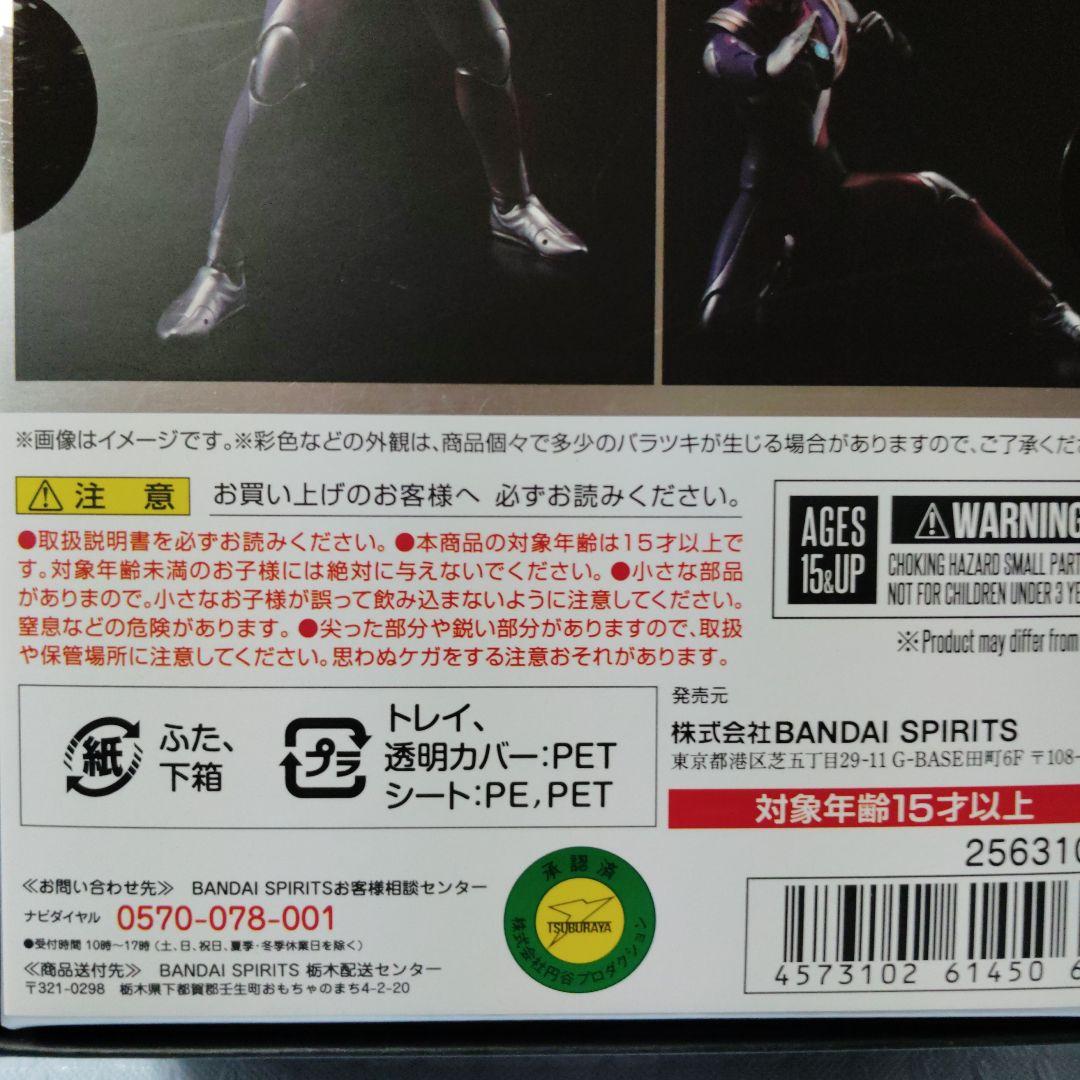 ※画像はイメージです。※彩色などの外観は、商品個々で多少のバラツキが生じる場合がありますので、ご了承くださ
注 意 お買い上げのお客様へ 必ずお読みください。
●取扱説明書を必ずお読みください。●本商品の対象年齢は15才以上で
す。対象年齢未満のお子様には絶対に与えないでください。●小さな部品
がありまので。小さなお子様が誤って飲み込まないように注意してください。
窒息などの危険があります。●尖った部分や鋭い部分がありますので、取扱
や保管場所に注意してください。思わぬケガをする注意おそれがあります。
AGES
15&UP
WARNING
CHOKING HAZARD SMALL PART
NOT FOR CHILDREN UNDER 3 YE
※Product may differ from
紙 ふた、
下箱
プラ トレイ、
透明カバー:PET
シート:PE,PET
発売元
株式会社BANDAI SPIRITS
東京都港区芝五丁目29-11 G-BASE田町6F 〒108-
対象年齢15才以上
256310
≪お問い合わせ先≫ BANDAI SPIRITSお客様相談センター
ナビダイヤル 0570-078-001
●受付時間 10時～17時 (土、日、祝日、夏季・冬季休業日を除く)
≪商品送付先≫ BANDAI SPIRITS 栃木配送センター
〒321-0298 栃木県下都賀郡壬生町おもちゃのまち4-2-20
承認済
TSUBURAYA
株式会社円谷プロダクション
4573102 61450 6